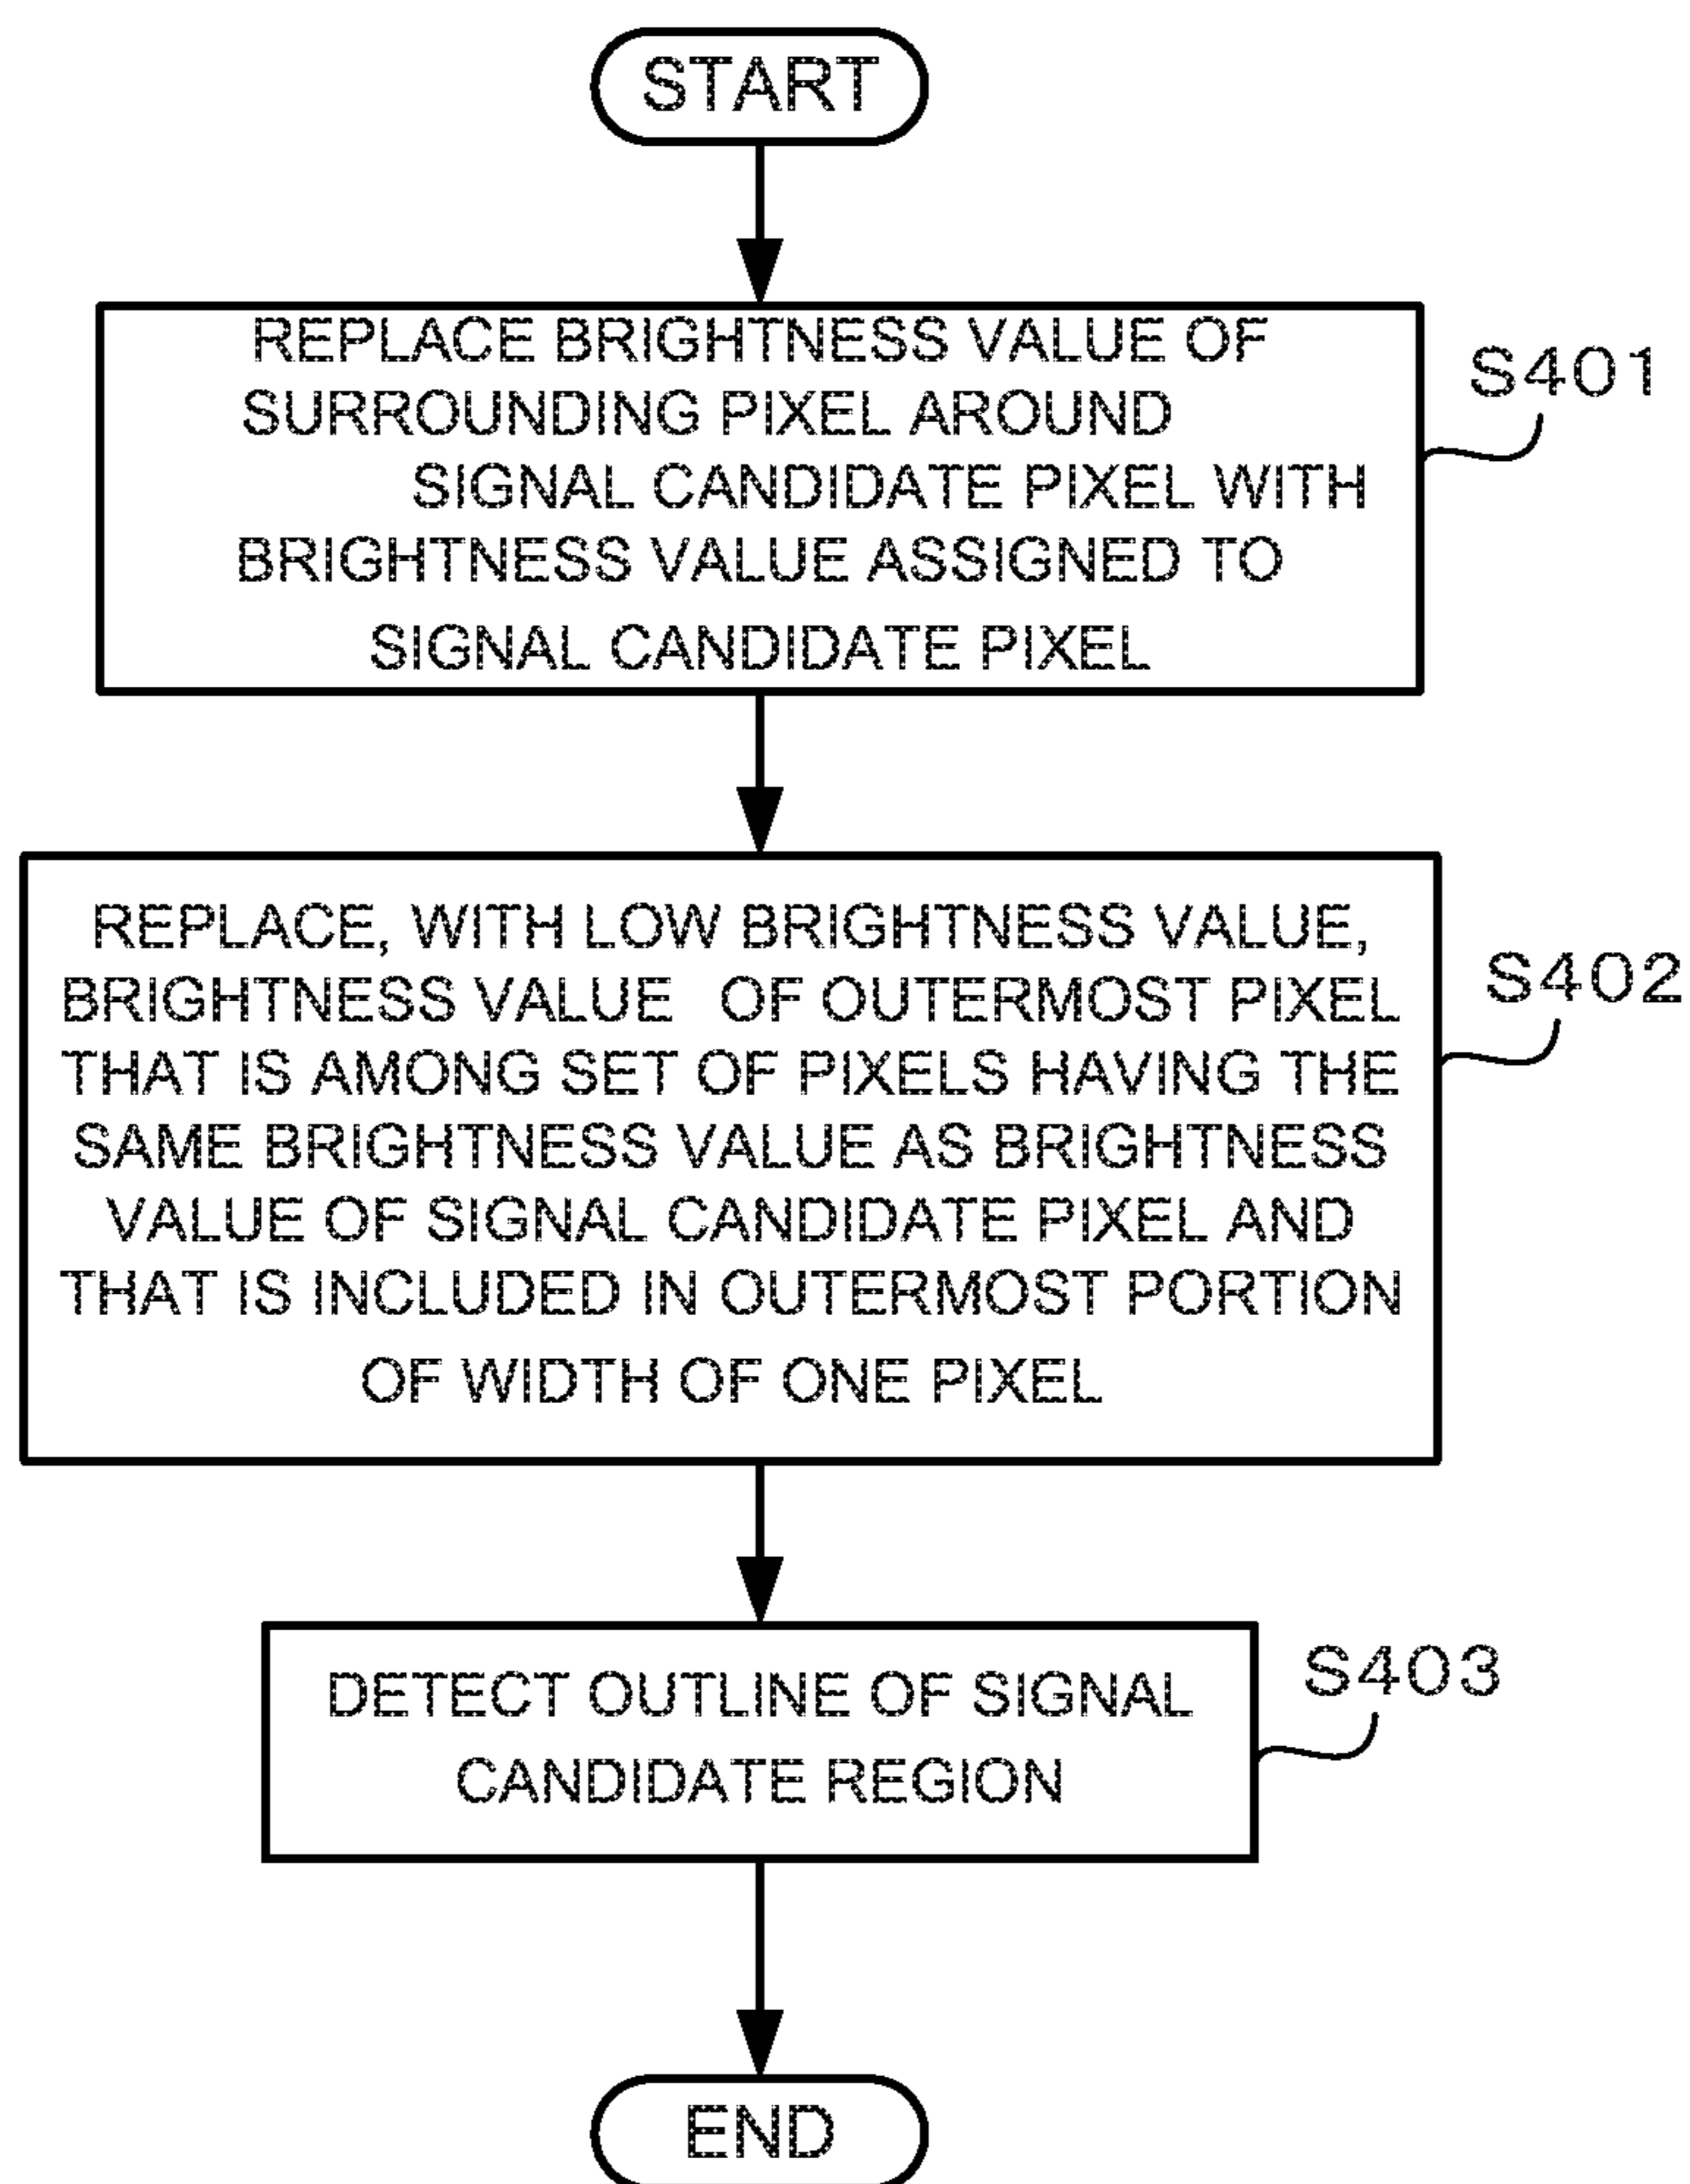 START
REPLACE BRIGHTNESS VALUE OF
SURROUNDING PIXEL AROUND
SIGNAL CANDIDATE PIXEL WITH
BRIGHTNESS VALUE ASSIGNED TO
SIGNAL CANDIDATE PIXEL
S401
REPLACE, WITH LOW BRIGHTNESS VALUE,
BRIGHTNESS VALUE OF OUTERMOST PIXEL
THAT IS AMONG SET OF PIXELS HAVING THE
SAME BRIGHTNESS VALUE AS BRIGHTNESS
VALUE OF SIGNAL CANDIDATE PIXEL AND
THAT IS INCLUDED IN OUTERMOST PORTION
OF WIDTH OF ONE PIXEL
S402
DETECT OUTLINE OF SIGNAL
CANDIDATE REGION
S403
END